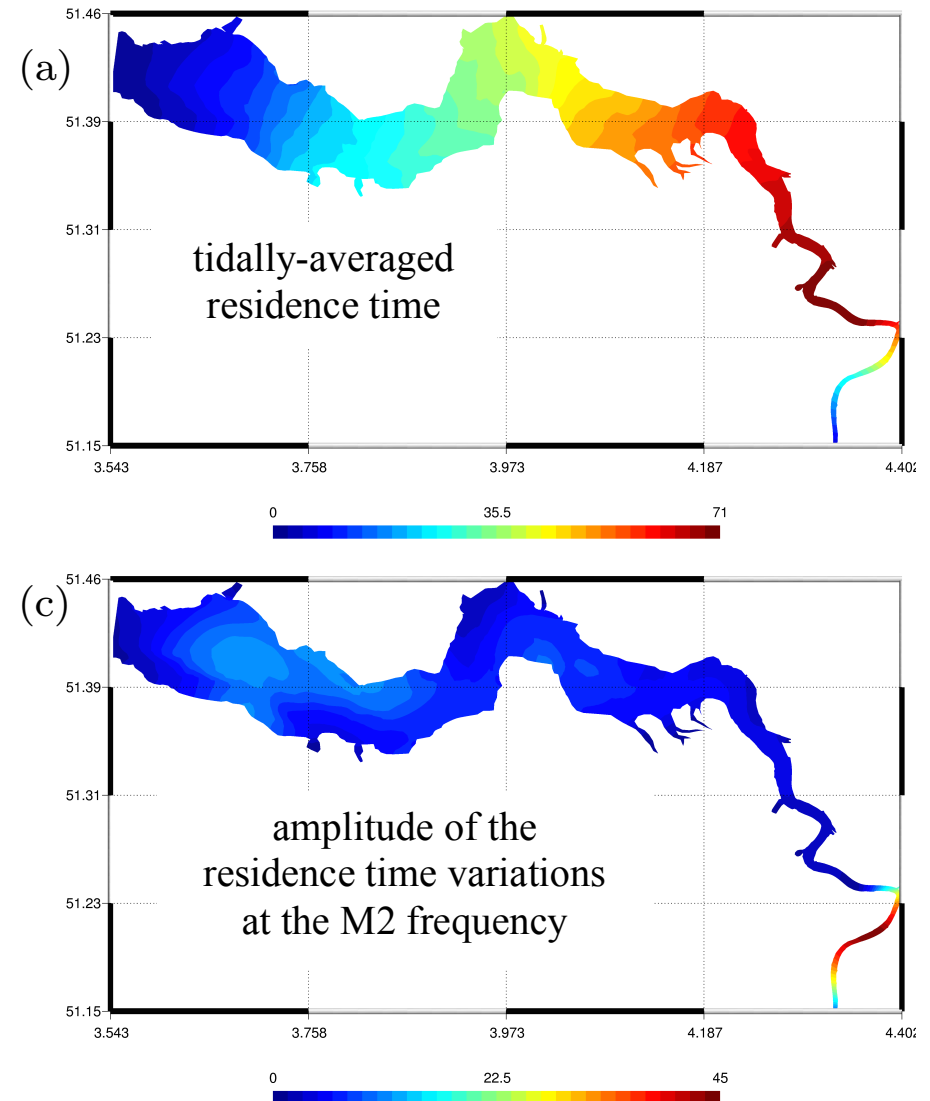 (a)
51.46
51.39
51.31
51.23
51.15
tidally-averaged
residence time
3.543 3.758 3.973 4.187 4.402
0 35.5 71
(c)
51.46
51.39
51.31
51.23
51.15
amplitude of the
residence time variations
at the M2 frequency
3.543 3.758 3.973 4.187 4.402
0 22.5 45